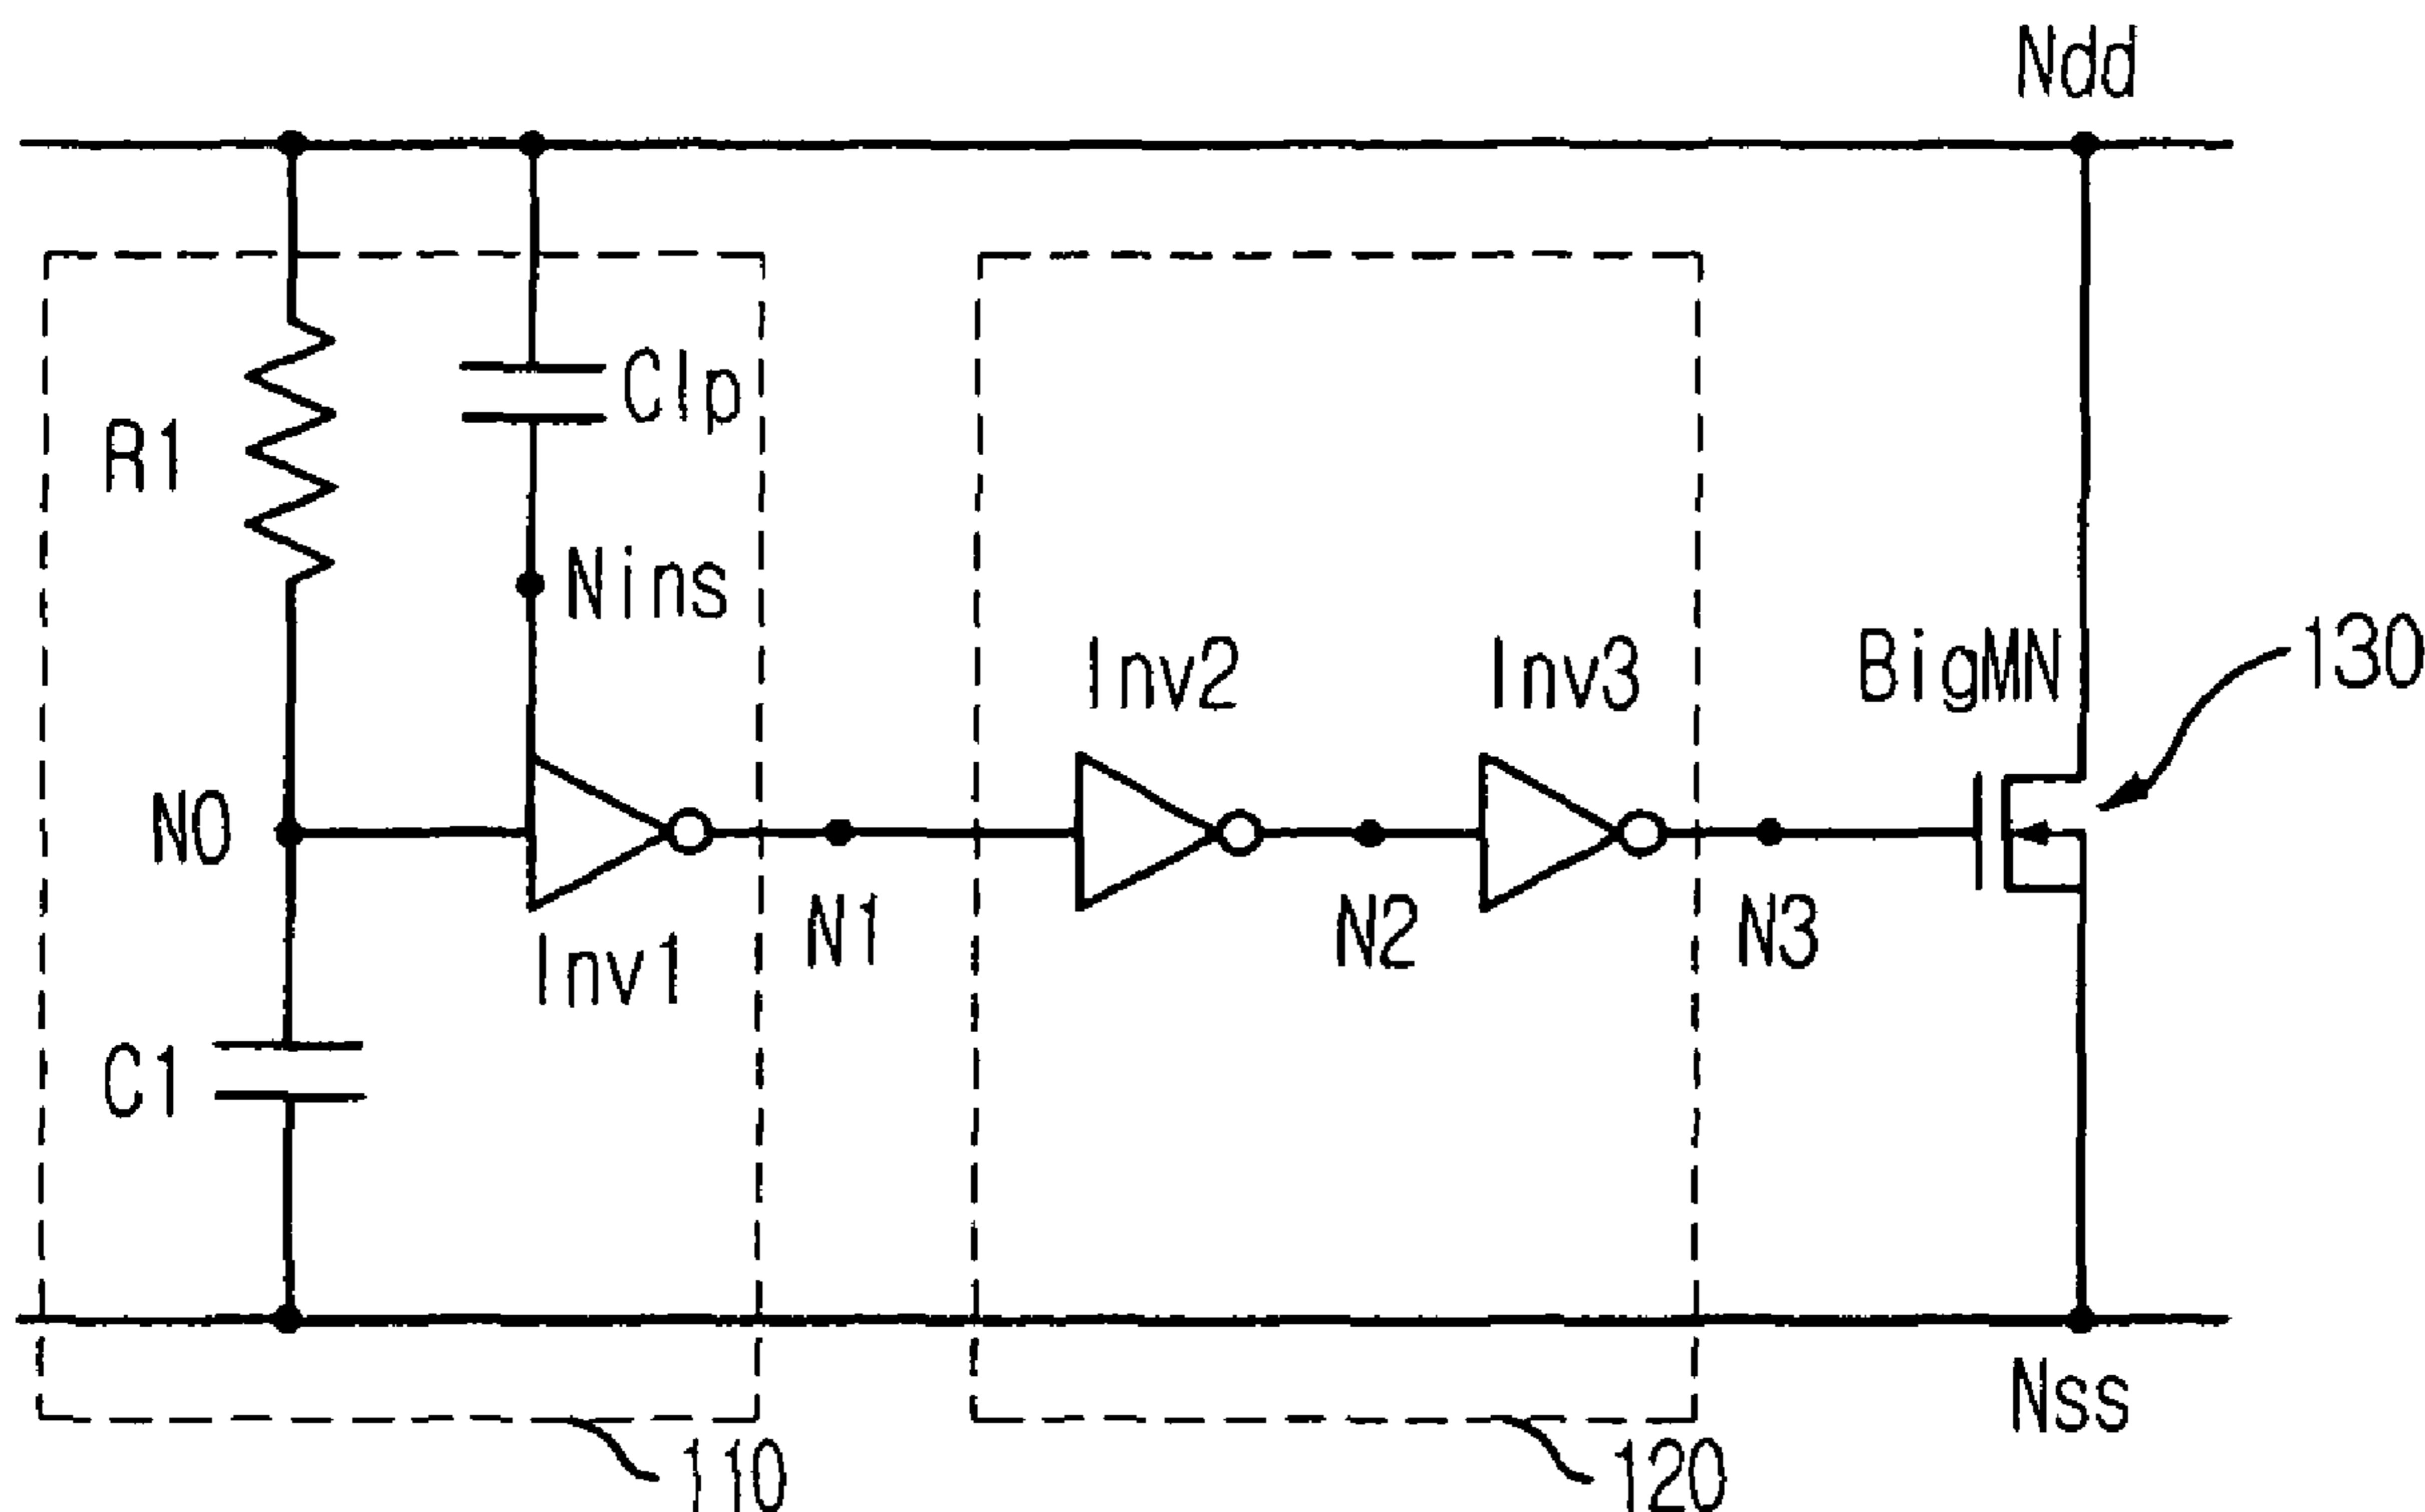 Ndd
Clp
R1
Nins
Inv2
Inv3
BigMN
130
N0
N1
N2
N3
Inv1
C1
Nss
110
120